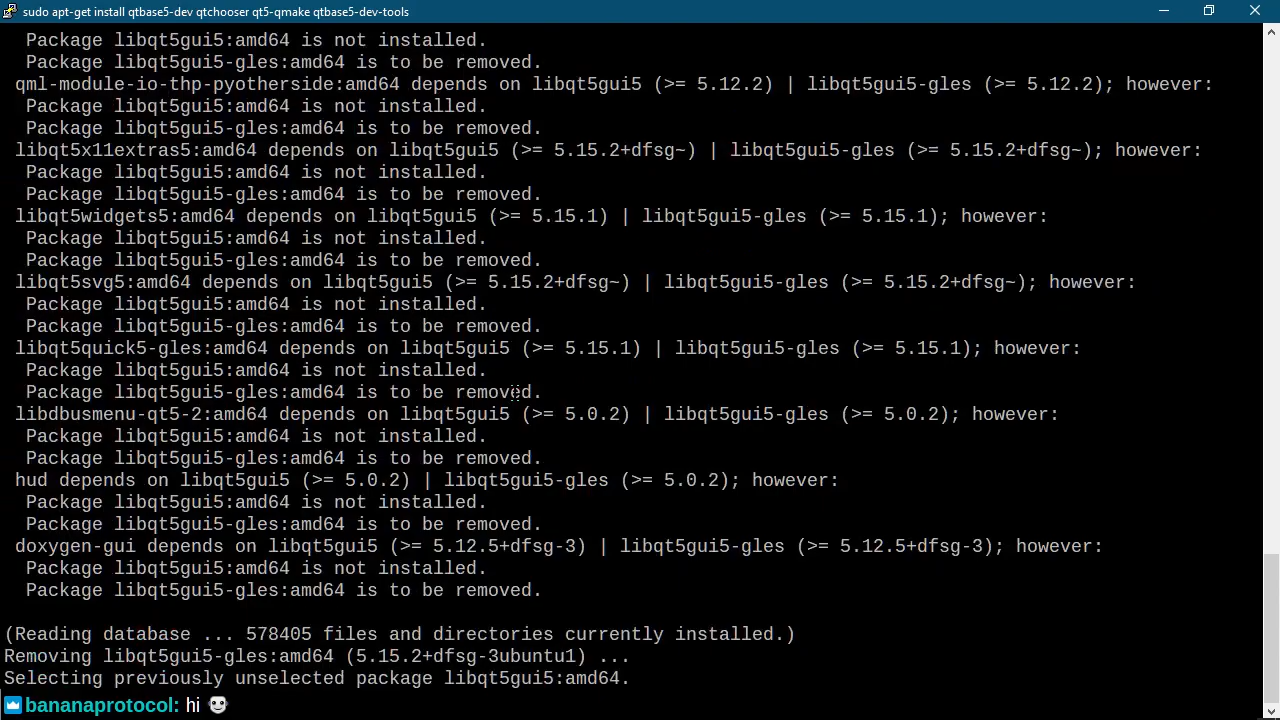 sudo apt-get install qtbase5-dev qtchooser qt5-qmake qtbase5-dev-tools
Package libqt5gui5:amd64 is not installed.
Package libqt5gui5-gles:amd64 is to be removed.
qml-module-io-thp-pyotherside:amd64 depends on libqt5gui5 (>= 5.12.2) | libqt5gui5-gles (>= 5.12.2); however:
Package libqt5gui5:amd64 is not installed.
Package libqt5gui5-gles:amd64 is to be removed.
libqt5x11extras5:amd64 depends on libqt5gui5 (>= 5.15.2+dfsg~) | libqt5gui5-gles (>= 5.15.2+dfsg~); however:
Package libqt5gui5:amd64 is not installed.
Package libqt5gui5-gles:amd64 is to be removed.
libqt5widgets5:amd64 depends on libqt5gui5 (>= 5.15.1) | libqt5gui5-gles (>= 5.15.1); however:
Package libqt5gui5:amd64 is not installed.
Package libqt5gui5-gles:amd64 is to be removed.
libqt5svg5:amd64 depends on libqt5gui5 (>= 5.15.2+dfsg~) | libqt5gui5-gles (>= 5.15.2+dfsg~); however:
Package libqt5gui5:amd64 is not installed.
Package libqt5gui5-gles:amd64 is to be removed.
libqt5quick5-gles:amd64 depends on libqt5gui5 (>= 5.15.1) | libqt5gui5-gles (>= 5.15.1); however:
Package libqt5gui5:amd64 is not installed.
Package libqt5gui5-gles:amd64 is to be removed.
libdbusmenu-qt5-2:amd64 depends on libqt5gui5 (>= 5.0.2) | libqt5gui5-gles (>= 5.0.2); however:
Package libqt5gui5:amd64 is not installed.
Package libqt5gui5-gles:amd64 is to be removed.
hud depends on libqt5gui5 (>= 5.0.2) | libqt5gui5-gles (>= 5.0.2); however:
Package libqt5gui5:amd64 is not installed.
Package libqt5gui5-gles:amd64 is to be removed.
doxygen-gui depends on libqt5gui5 (>= 5.12.5+dfsg-3) | libqt5gui5-gles (>= 5.12.5+dfsg-3); however:
Package libqt5gui5:amd64 is not installed.
Package libqt5gui5-gles:amd64 is to be removed.
(Reading database ... 578405 files and directories currently installed.)
Removing libqt5gui5-gles:amd64 (5.15.2+dfsg-3ubuntu1) ...
Selecting previously unselected package libqt5gui5:amd64.
bananaprotocol: hi